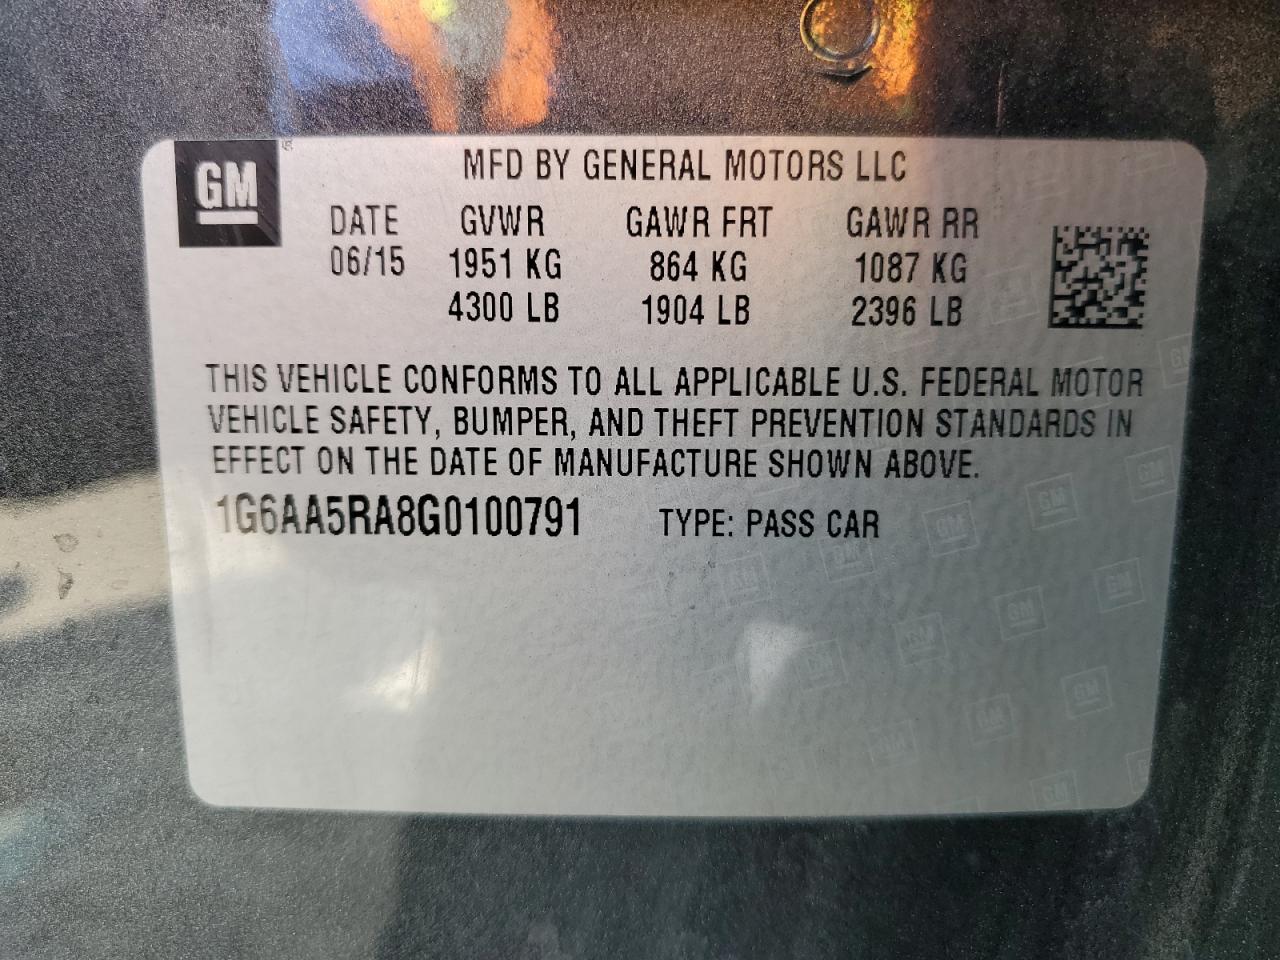 GM
MFD BY GENERAL MOTORS LLC
DATE GVWR GAWR FRT GAWR RR
06/15 1951 KG 864 KG 1087 KG
4300 LB 1904 LB 2396 LB
THIS VEHICLE CONFORMS TO ALL APPLICABLE U.S. FEDERAL MOTOR
VEHICLE SAFETY, BUMPER, AND THEFT PREVENTION STANDARDS IN
EFFECT ON THE DATE OF MANUFACTURE SHOWN ABOVE.
1G6AA5RA8G0100791 TYPE: PASS CAR